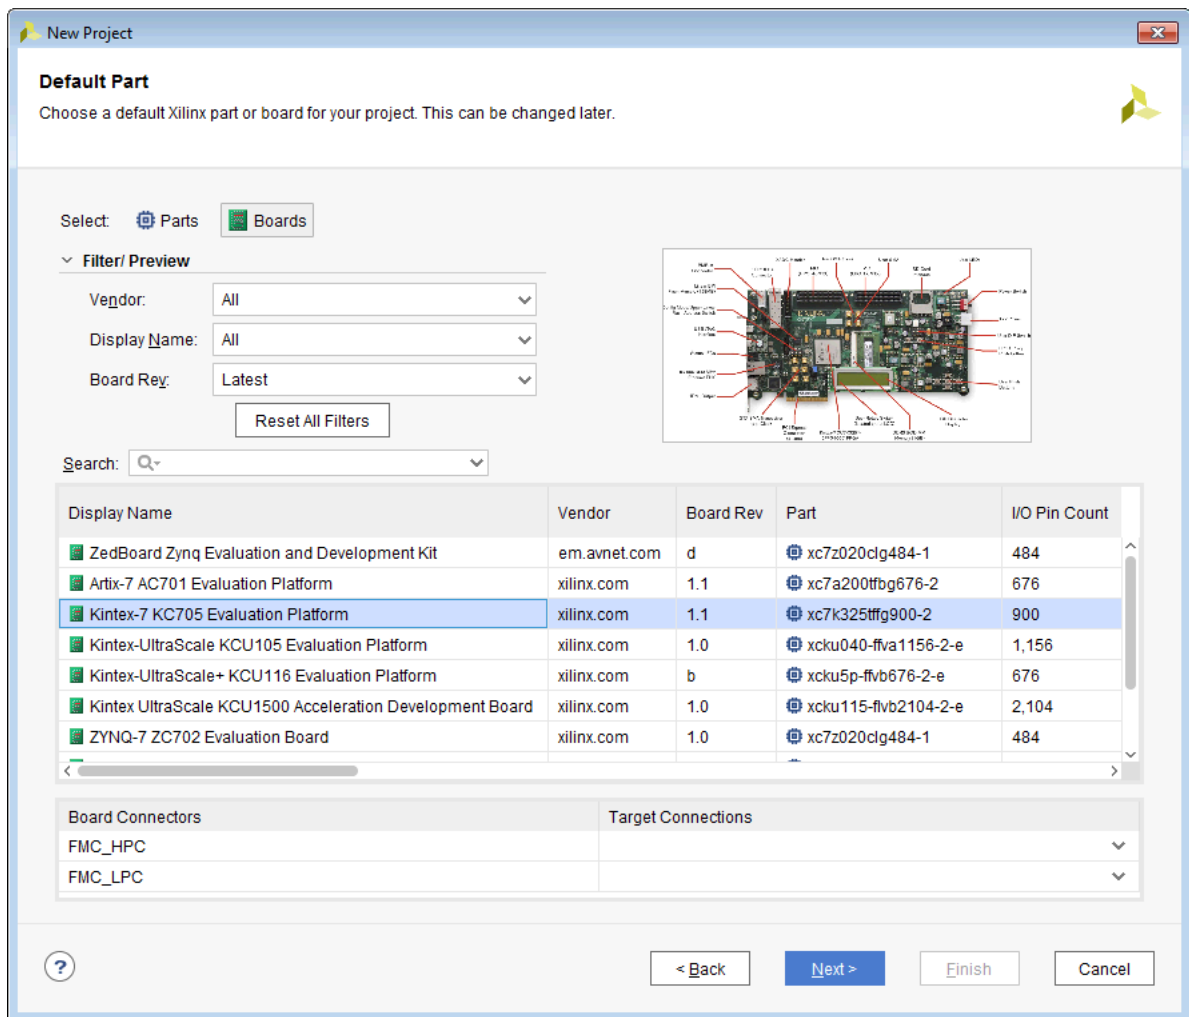 New Project
Default Part
Choose a default Xilinx part or board for your project. This can be changed later.
Select: Parts Boards
Filter/ Preview
Vendor: All
Display Name: All
Board Rev: Latest
Reset All Filters
Search:
Display Name Vendor Board Rev Part I/O Pin Count
ZedBoard Zynq Evaluation and Development Kit em.avnet.com d xc7z020clg484-1 484
Artix-7 AC701 Evaluation Platform xilinx.com 1.1 xc7a200tfbg676-2 676
Kintex-7 KC705 Evaluation Platform xilinx.com 1.1 xc7k325tffg900-2 900
Kintex-UltraScale KCU105 Evaluation Platform xilinx.com 1.0 xcku040-ffva1156-2-e 1,156
Kintex-UltraScale+ KCU116 Evaluation Platform xilinx.com b xcku5p-ffvb676-2-e 676
Kintex UltraScale KCU1500 Acceleration Development Board xilinx.com 1.0 xcku115-flvb2104-2-e 2,104
ZYNQ-7 ZC702 Evaluation Board xilinx.com 1.0 xc7z020clg484-1 484
Board Connectors Target Connections
FMC_HPC
FMC_LPC
? < Back Next > Finish Cancel